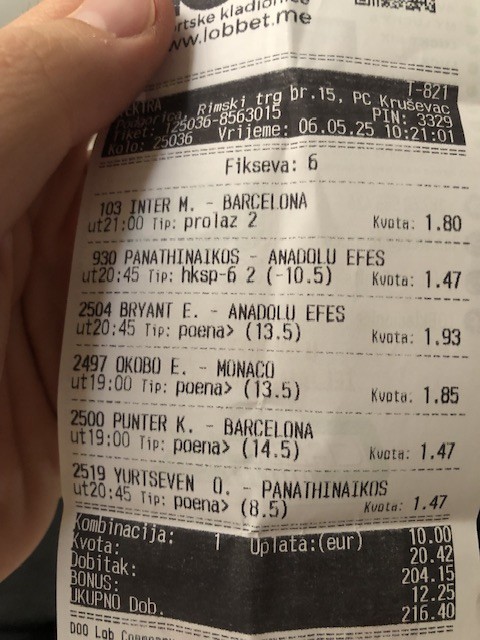 rtske kladionice
www.lobbet.me
T-821
Rimski trg br.15, PC Kruševac
Podgorica PIN: 3329
Tiket: 125036-8563015
Kolo: 25036 Vrijeme: 06.05.25 10:21:01
Fikseva: 6
103 INTER M. - BARCELONA
ut21:00 Tip: prolaz 2 Kvota: 1.80
930 PANATHINAIKOS - ANADOLU EFES
ut20:45 Tip: hksp-6 2 (-10.5) Kvota: 1.47
2504 BRYANT E. - ANADOLU EFES
ut20:45 Tip: poena> (13.5) Kvota: 1.93
2497 OKOBO E. - MONACO
ut19:00 Tip: poena> (13.5) Kvota: 1.85
2500 PUNTER K. - BARCELONA
ut19:00 Tip: poena> (14.5) Kvota: 1.47
2519 YURTSEVEN O. - PANATHINAIKOS
ut20:45 Tip: poena> (8.5) Kvota: 1.47
Kombinacija: 1 Uplata:(eur) 10.00
Kvota: 20.42
Dobitak: 204.15
BONUS: 12.25
UKUPNO Dob. 216.40
DOO Lob